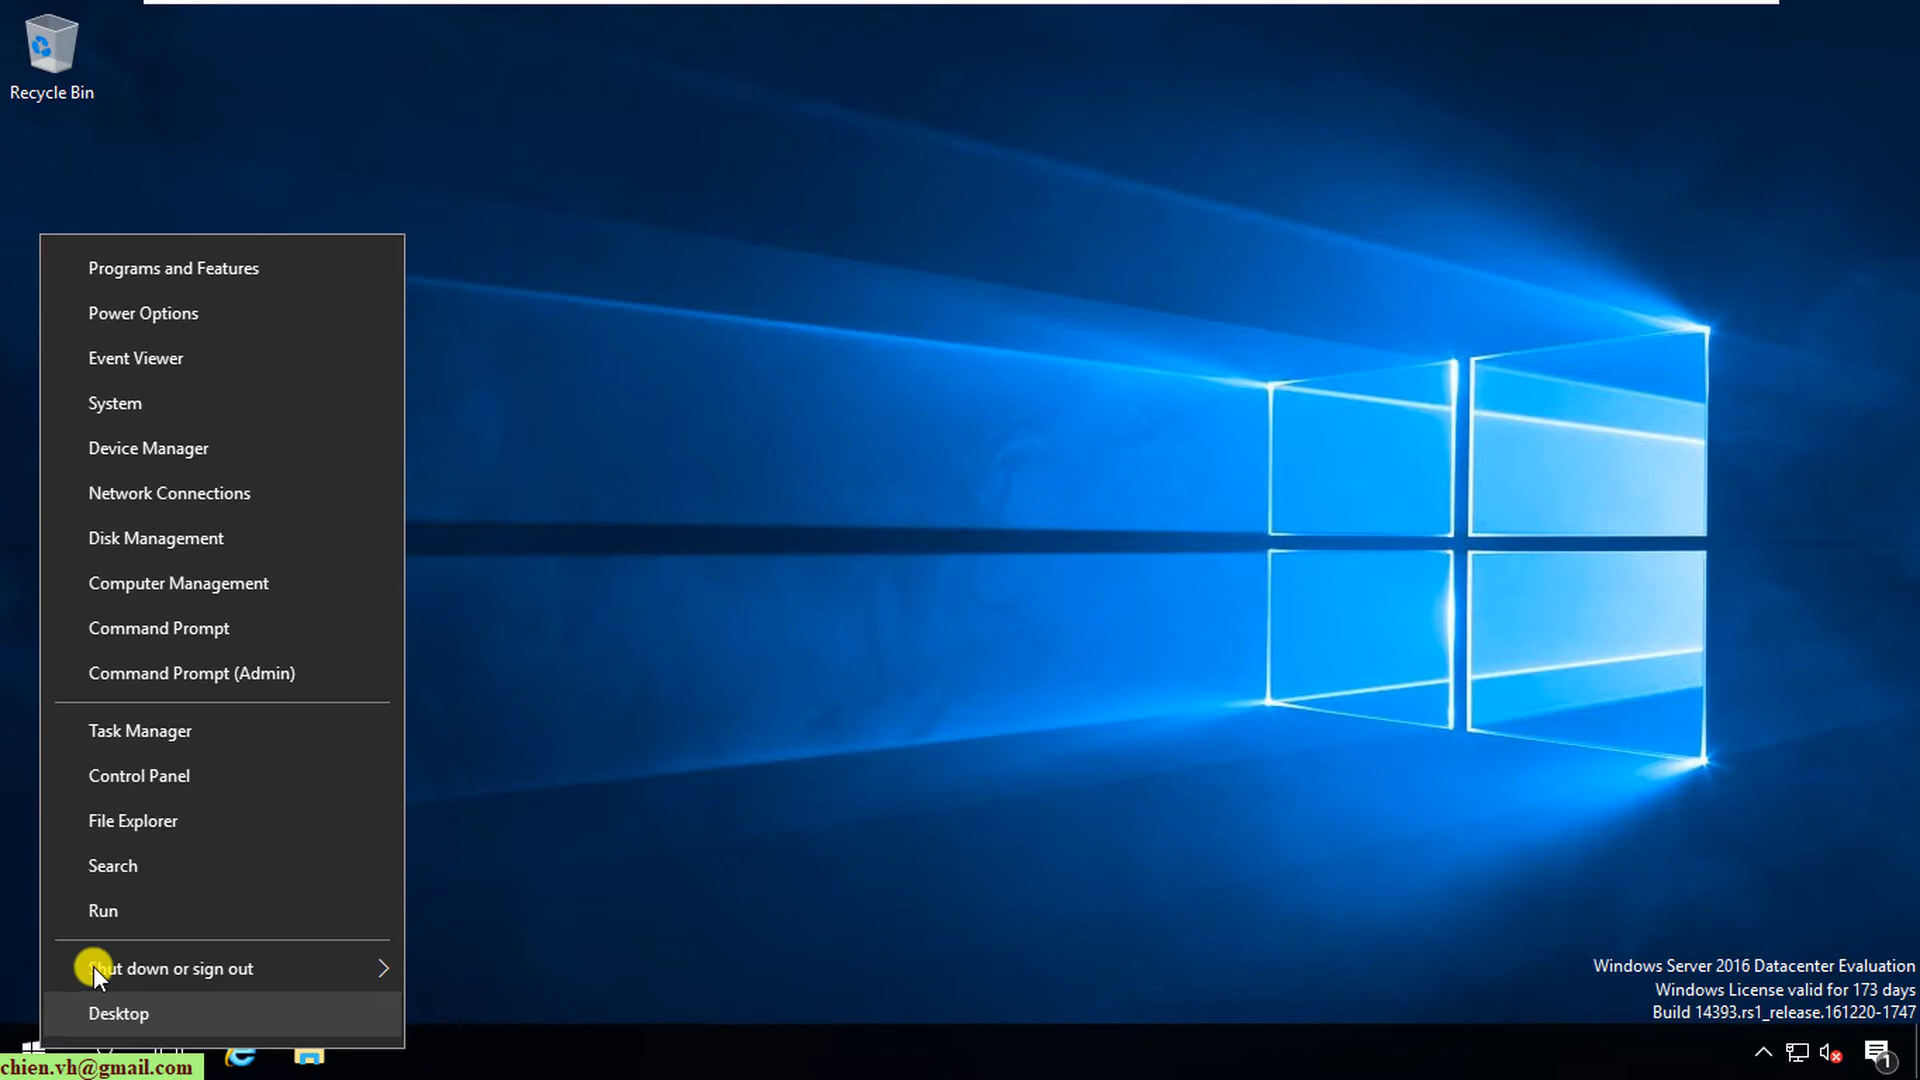 Recycle Bin
Programs and Features
Power Options
Event Viewer
System
Device Manager
Network Connections
Disk Management
Computer Management
Command Prompt
Command Prompt (Admin)
Task Manager
Control Panel
File Explorer
Search
Run
Shut down or sign out
Desktop
Windows Server 2016 Datacenter Evaluation
Windows License valid for 173 days
Build 14393.rs1_release.161220-1747
chien.vh@gmail.com
1